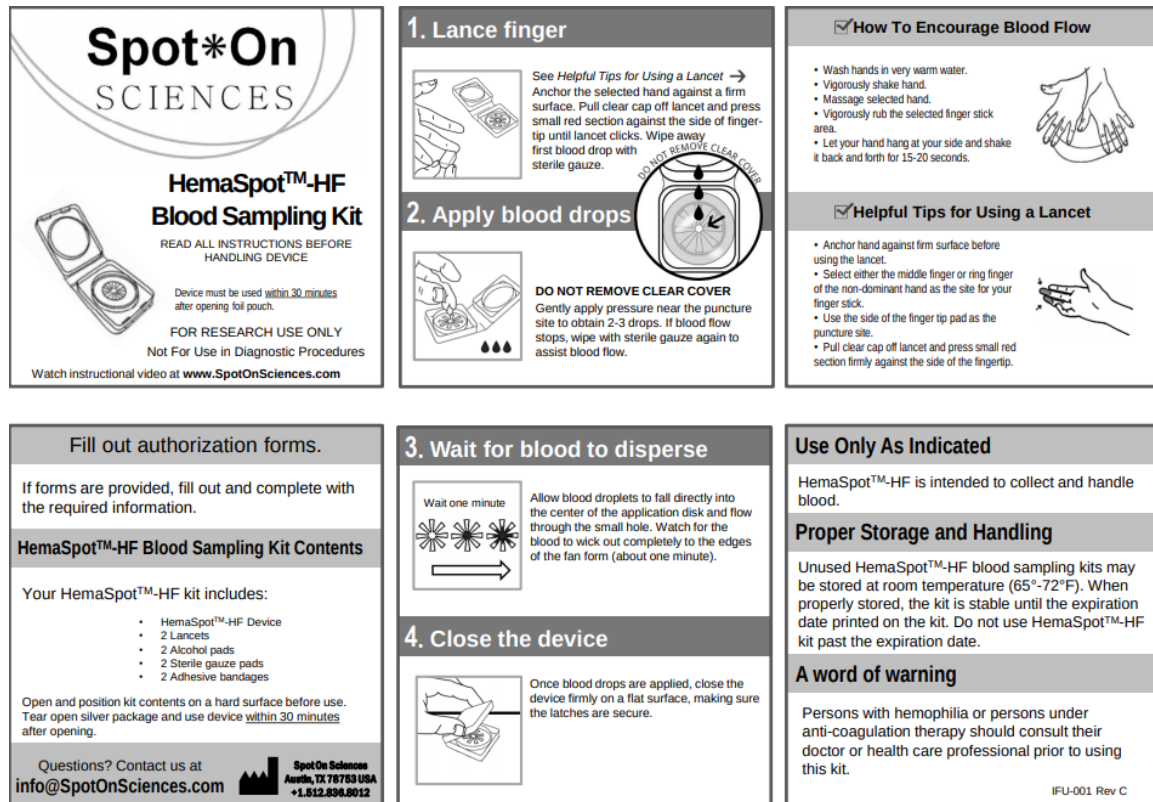 Spot*On
SCIENCES
HemaSpot™-HF
Blood Sampling Kit
READ ALL INSTRUCTIONS BEFORE
HANDLING DEVICE
Device must be used within 30 minutes
after opening foil pouch.
FOR RESEARCH USE ONLY
Not For Use in Diagnostic Procedures
Watch instructional video at www.SpotOnSciences.com
1. Lance finger
See Helpful Tips for Using a Lancet →
Anchor the selected hand against a firm
surface. Pull clear cap off lancet and press
small red section against the side of finger-
tip until lancet clicks. Wipe away
first blood drop with
sterile gauze.
DO NOT REMOVE CLEAR COVER
2. Apply blood drops
DO NOT REMOVE CLEAR COVER
Gently apply pressure near the puncture
site to obtain 2-3 drops. If blood flow
stops, wipe with sterile gauze again to
assist blood flow.
☑How To Encourage Blood Flow
• Wash hands in very warm water.
• Vigorously shake hand.
• Massage selected hand.
• Vigorously rub the selected finger stick
area.
• Let your hand hang at your side and shake
it back and forth for 15-20 seconds.
☑Helpful Tips for Using a Lancet
• Anchor hand against firm surface before
using the lancet.
• Select either the middle finger or ring finger
of the non-dominant hand as the site for your
finger stick.
• Use the side of the finger tip pad as the
puncture site.
• Pull clear cap off lancet and press small red
section firmly against the side of the fingertip.
Fill out authorization forms.
If forms are provided, fill out and complete with
the required information.
HemaSpot™-HF Blood Sampling Kit Contents
Your HemaSpot™-HF kit includes:
• HemaSpot™-HF Device
• 2 Lancets
• 2 Alcohol pads
• 2 Sterile gauze pads
• 2 Adhesive bandages
Open and position kit contents on a hard surface before use.
Tear open silver package and use device within 30 minutes
after opening.
Questions? Contact us at
info@SpotOnSciences.com
Spot On Sciences
Austin, TX 78753 USA
+1.512.836.8012
3. Wait for blood to disperse
Wait one minute
Allow blood droplets to fall directly into
the center of the application disk and flow
through the small hole. Watch for the
blood to wick out completely to the edges
of the fan form (about one minute).
4. Close the device
Once blood drops are applied, close the
device firmly on a flat surface, making sure
the latches are secure.
Use Only As Indicated
HemaSpot™-HF is intended to collect and handle
blood.
Proper Storage and Handling
Unused HemaSpot™-HF blood sampling kits may
be stored at room temperature (65°-72°F). When
properly stored, the kit is stable until the expiration
date printed on the kit. Do not use HemaSpot™-HF
kit past the expiration date.
A word of warning
Persons with hemophilia or persons under
anti-coagulation therapy should consult their
doctor or health care professional prior to using
this kit.
IFU-001 Rev C